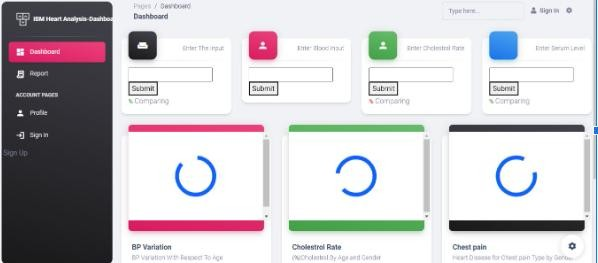 IBM Heart Analysis-Dashboa
Dashboard
Report
ACCOUNT PAGES
Profile
Sign In
Sign Up
Pages / Dashboard
Dashboard
Type here...
Sign In
Enter The input
Submit
% Comparing
Enter Blood input
Submit
Enter Cholestrol Rate
Submit
% Comparing
Enter Serum Level
Submit
% Comparing
BP Variation
BP Variation With Respect To Age
Cholestrol Rate
(%)Cholestrol By Age and Gender
Chest pain
Heart Disease for Chest pain Type by Gende